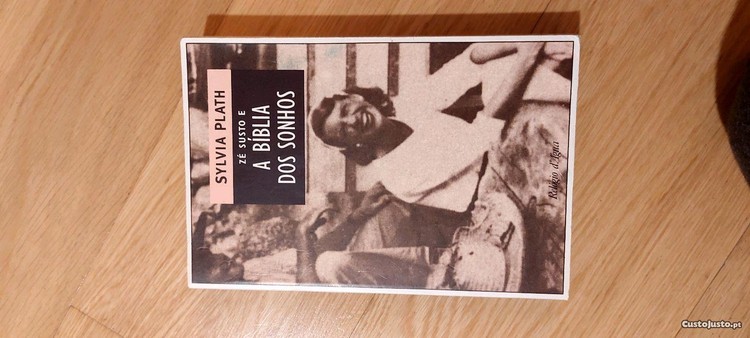 SYLVIA PLATH
ZÉ SUSTO E
A BÍBLIA
DOS SONHOS
Relógio d'Água
CustoJusto.pt